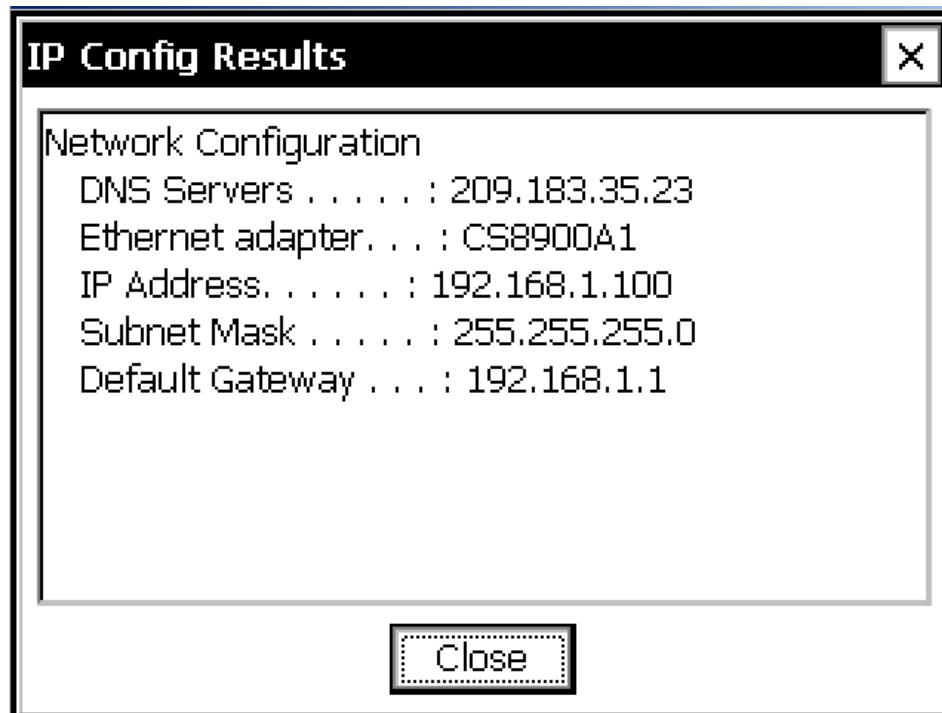 IP Config Results
Network Configuration
DNS Servers . . . . . : 209.183.35.23
Ethernet adapter. . . : CS8900A1
IP Address. . . . . . : 192.168.1.100
Subnet Mask . . . . . : 255.255.255.0
Default Gateway . . . : 192.168.1.1
Close